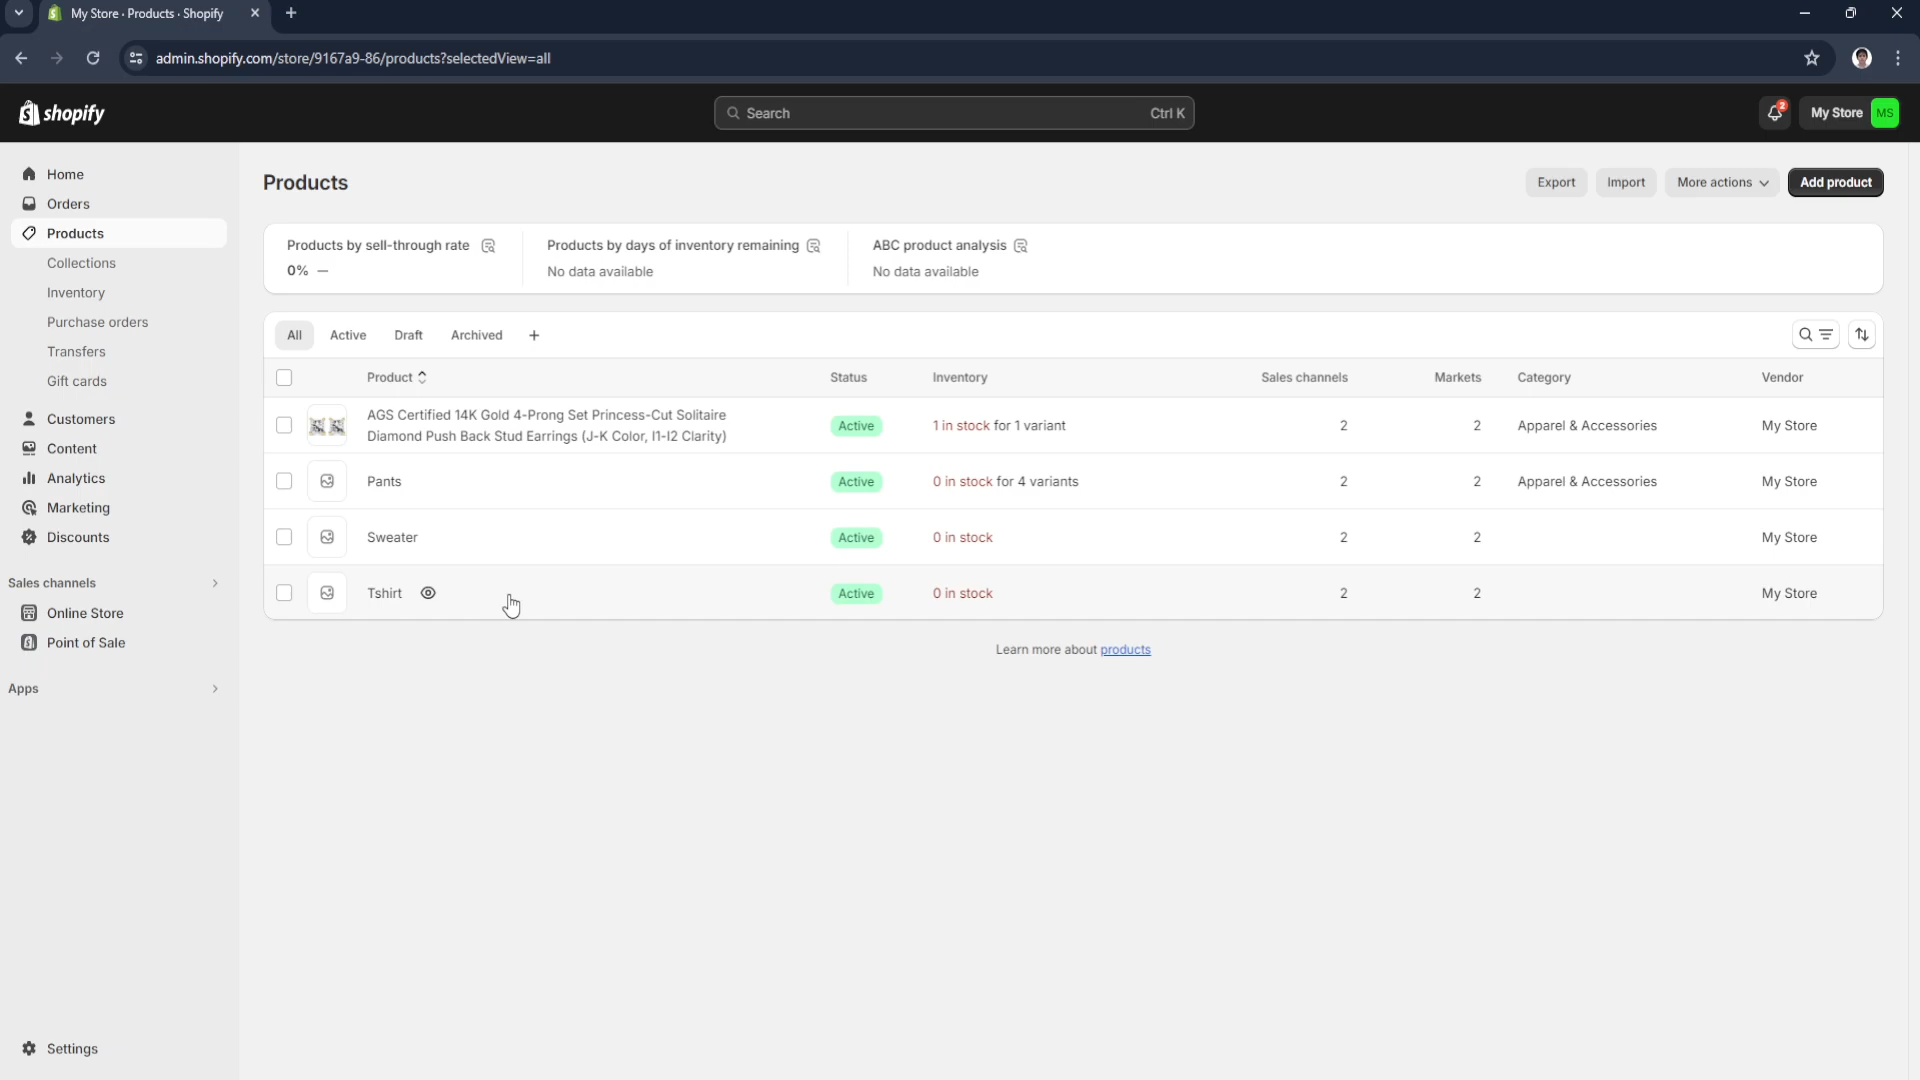 My Store · Products · Shopify
admin.shopify.com/store/9167a9-86/products?selectedView=all
shopify
Search
Ctrl K
2
My Store
MS
Home
Orders
Products
Collections
Inventory
Purchase orders
Transfers
Gift cards
Customers
Content
Analytics
Marketing
Discounts
Sales channels
Online Store
Point of Sale
Apps
Settings
Products
Export
Import
More actions
Add product
Products by sell-through rate
0% —
Products by days of inventory remaining
No data available
ABC product analysis
No data available
All
Active
Draft
Archived
Product
Status
Inventory
Sales channels
Markets
Category
Vendor
AGS Certified 14K Gold 4-Prong Set Princess-Cut Solitaire
Diamond Push Back Stud Earrings (J-K Color, I1-I2 Clarity)
Active
1 in stock for 1 variant
2
2
Apparel & Accessories
My Store
Pants
Active
0 in stock for 4 variants
2
2
Apparel & Accessories
My Store
Sweater
Active
0 in stock
2
2
My Store
Tshirt
Active
0 in stock
2
2
My Store
Learn more about products